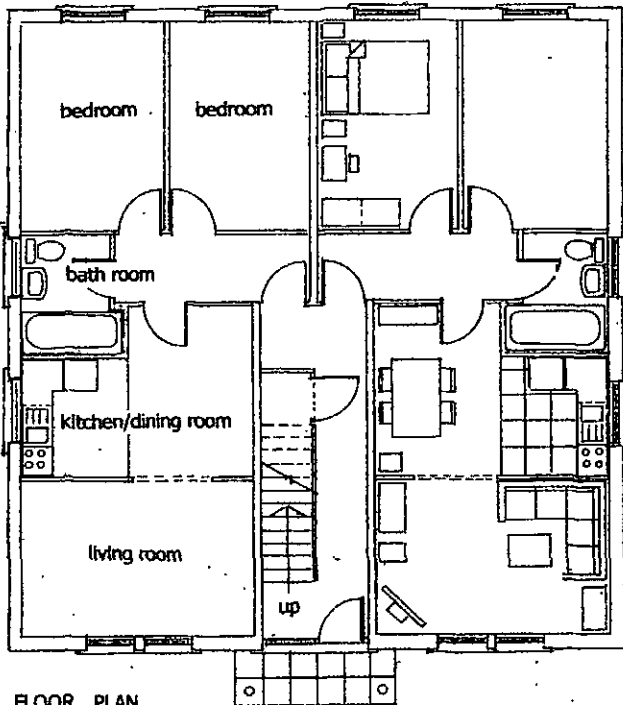 bedroom
bedroom
bath room
kitchen/dining room
living room
up
FLOOR PLAN